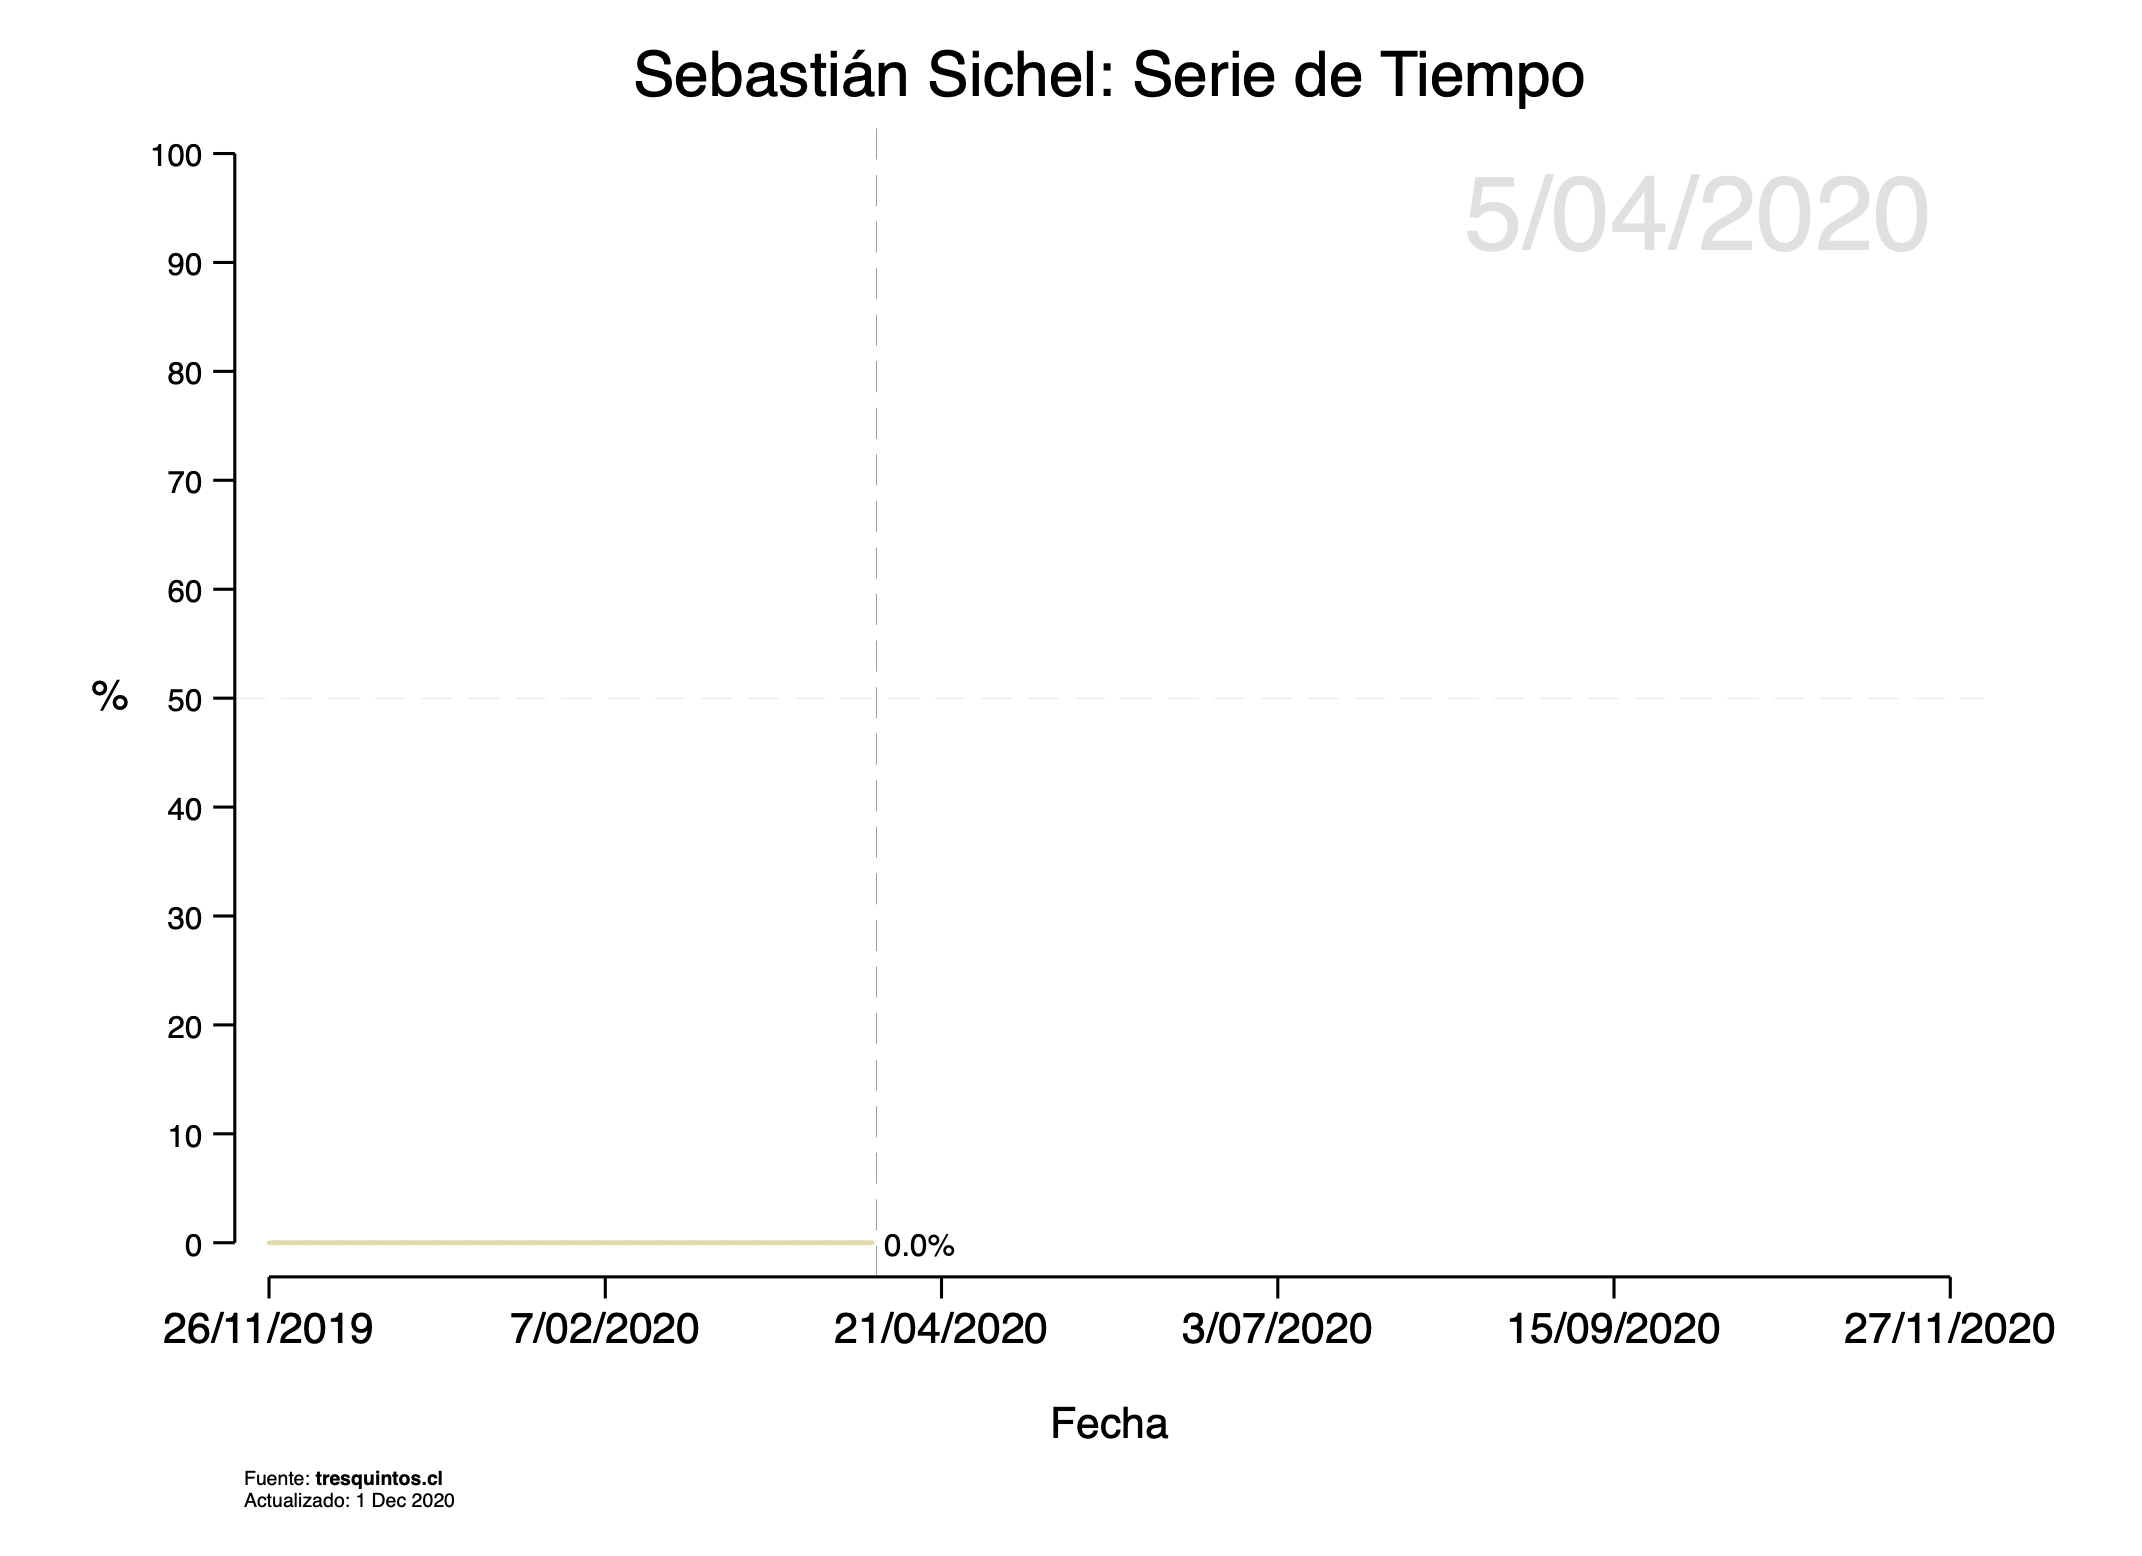 Sebastián Sichel: Serie de Tiempo
5/04/2020
100
90
80
70
60
50
40
30
20
10
0
%
0.0%
26/11/2019 7/02/2020 21/04/2020 3/07/2020 15/09/2020 27/11/2020
Fecha
Fuente: tresquintos.cl
Actualizado: 1 Dec 2020